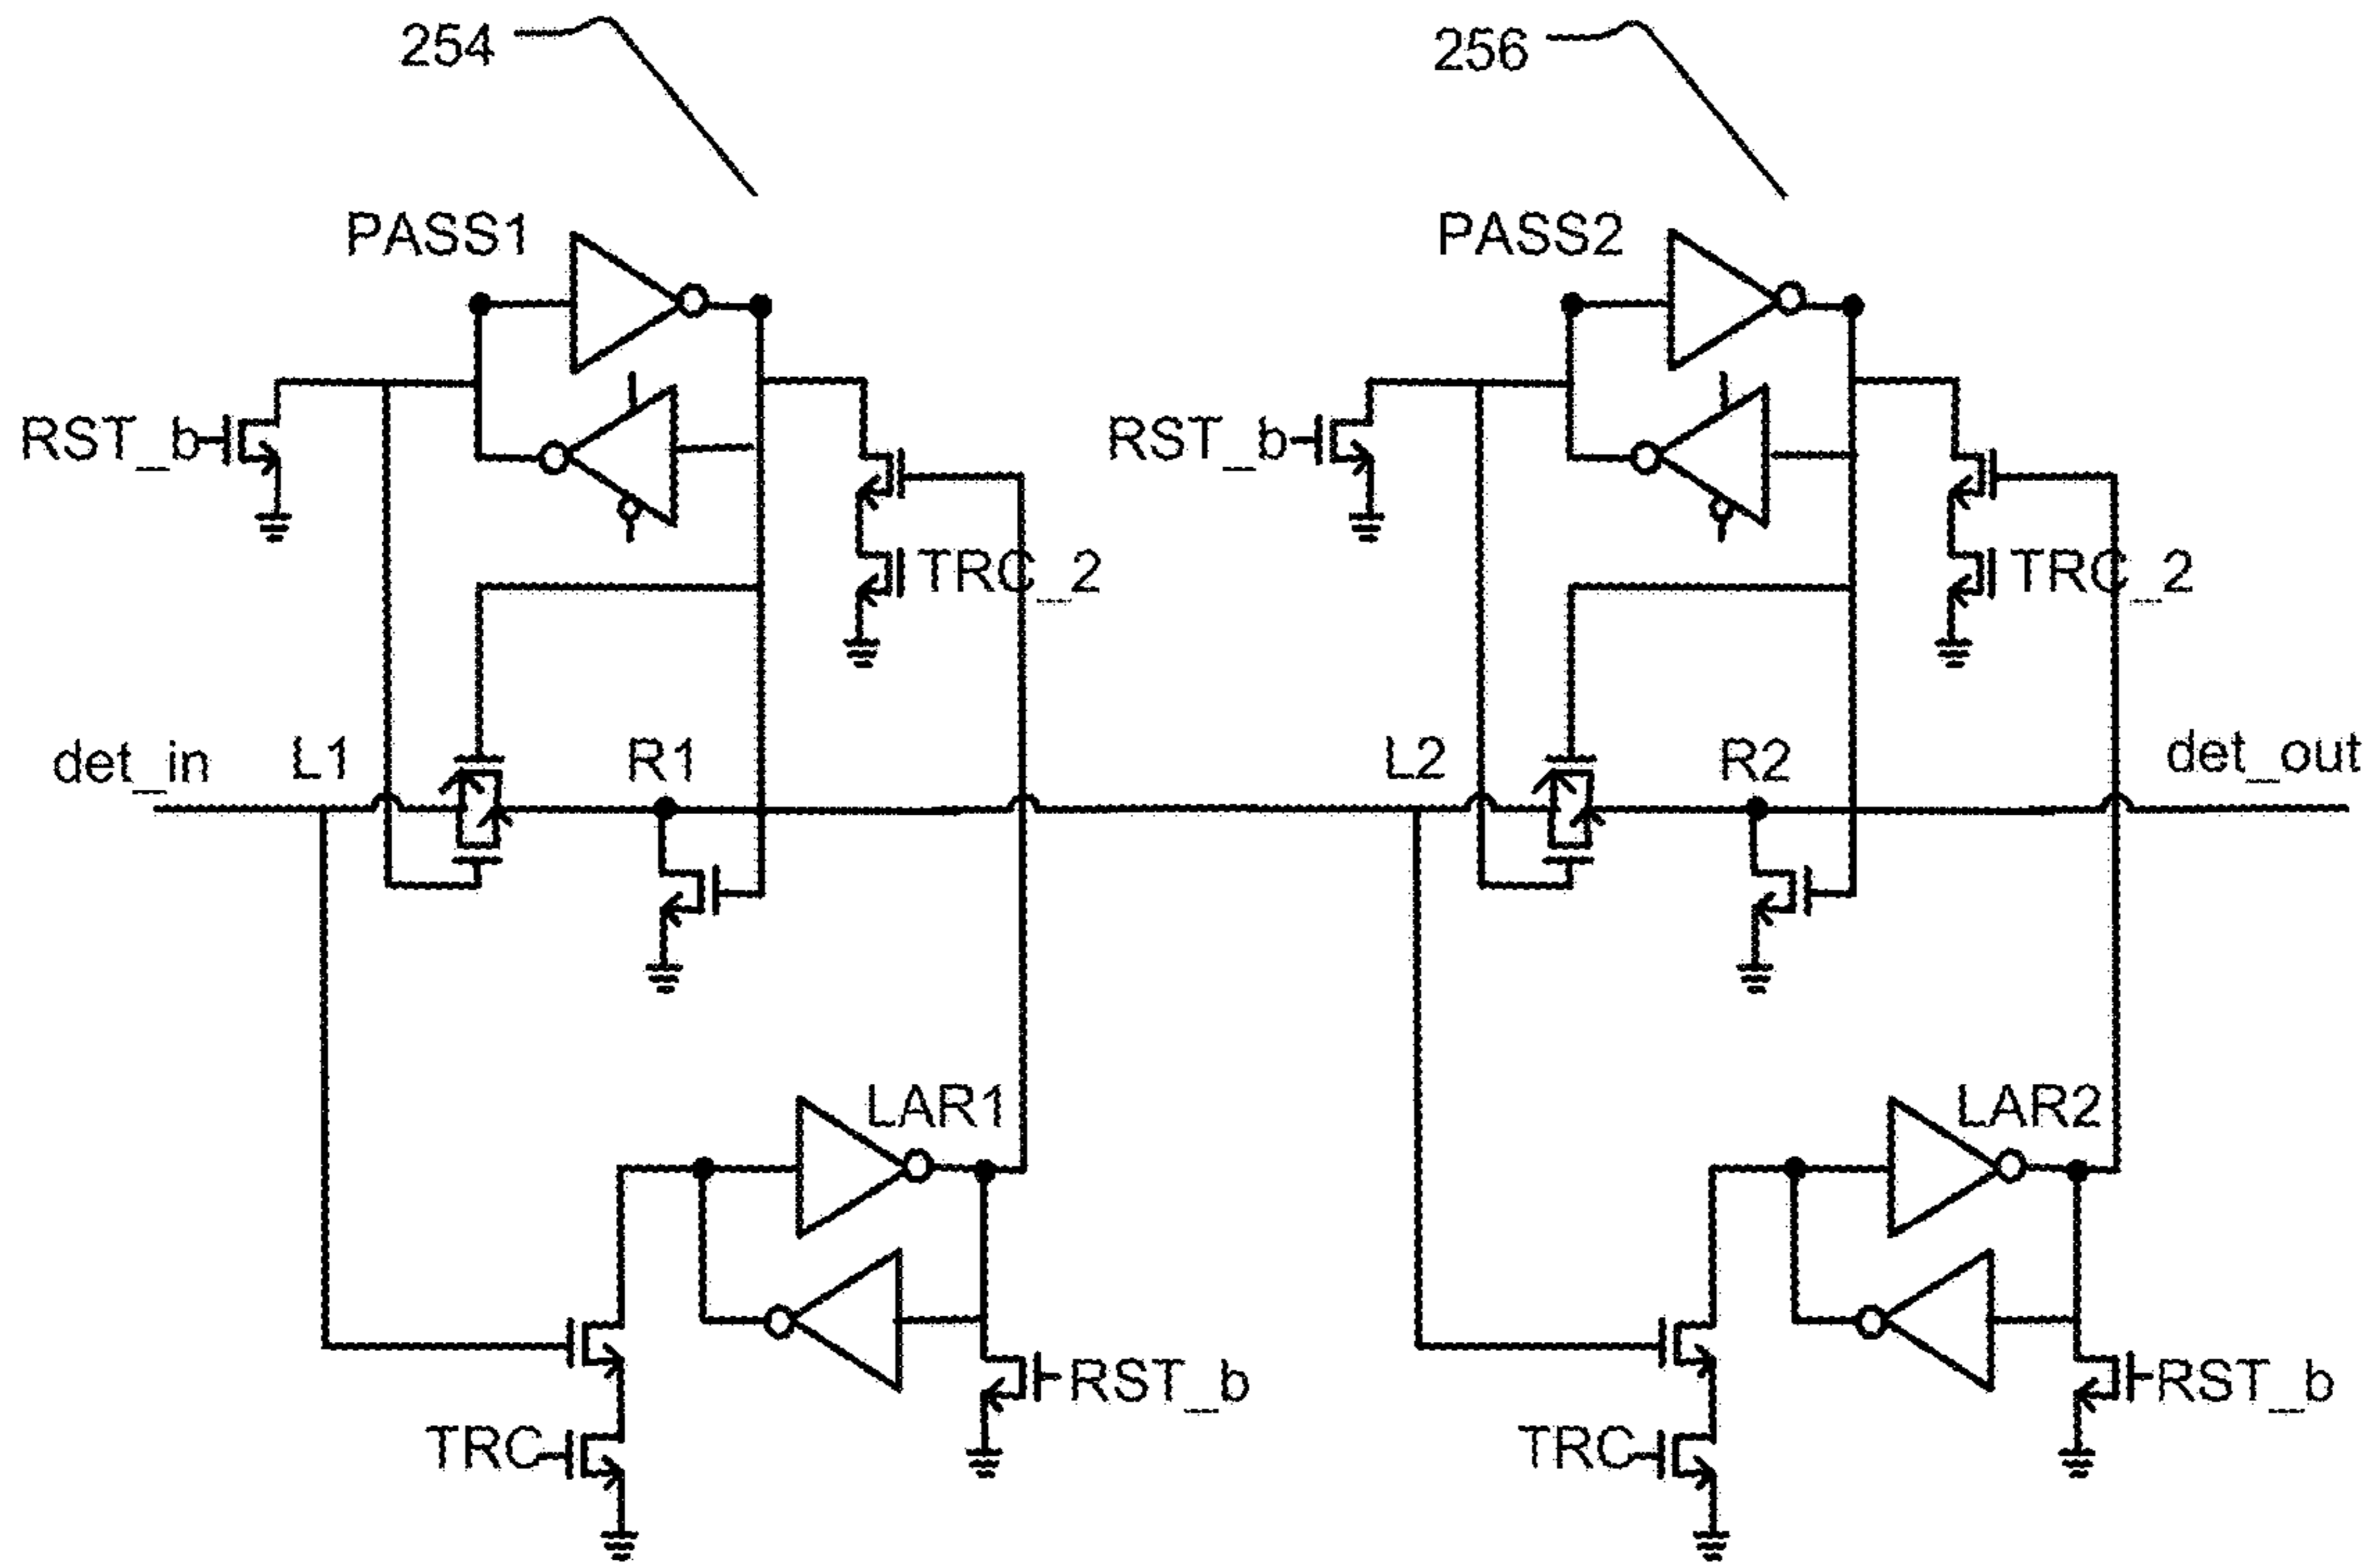 254
256
PASS1
PASS2
RST_b
RST_b
TRC_2
TRC_2
det_in
L1
R1
L2
R2
det_out
LAR1
LAR2
RST_b
RST_b
TRC
TRC